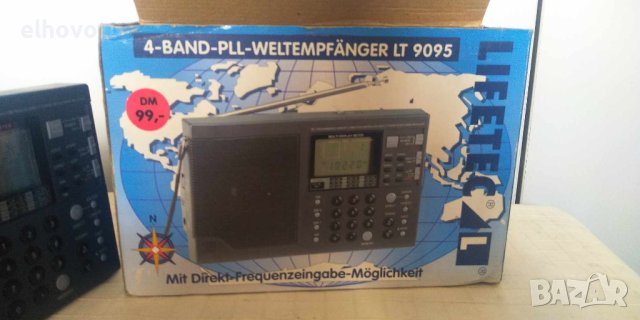 elhovo
4-BAND-PLL-WELTEMPFÄNGER LT 9095
DM
99,-
LIFETEC
L
N
Mit Direkt-Frequenzeingabe-Möglichkeit
BAZAR